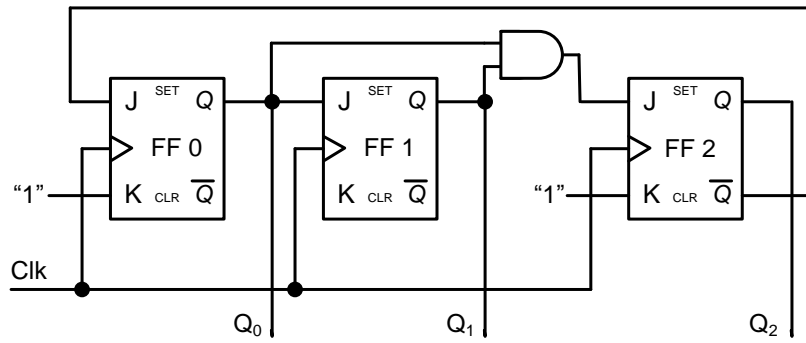 J SET Q
FF 0
"1" K CLR Q̅
J SET Q
FF 1
K CLR Q̅
J SET Q
FF 2
"1" K CLR Q̅
Clk
Q₀
Q₁
Q₂